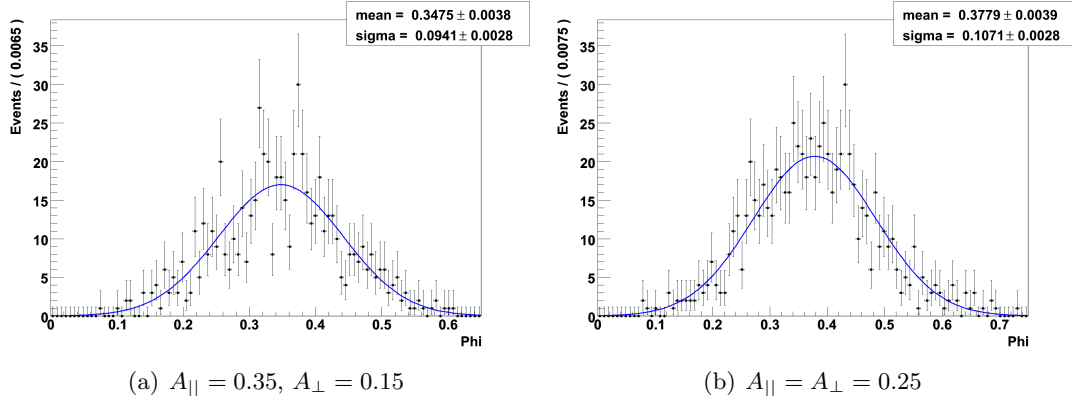 mean = 0.3475 ± 0.0038
sigma = 0.0941 ± 0.0028
Events / ( 0.0065)
35
30
25
20
15
10
5
0
0 0.1 0.2 0.3 0.4 0.5 0.6
Phi
(a) A|| = 0.35, A⊥ = 0.15
mean = 0.3779 ± 0.0039
sigma = 0.1071 ± 0.0028
Events / ( 0.0075)
35
30
25
20
15
10
5
0
0 0.1 0.2 0.3 0.4 0.5 0.6 0.7
Phi
(b) A|| = A⊥ = 0.25